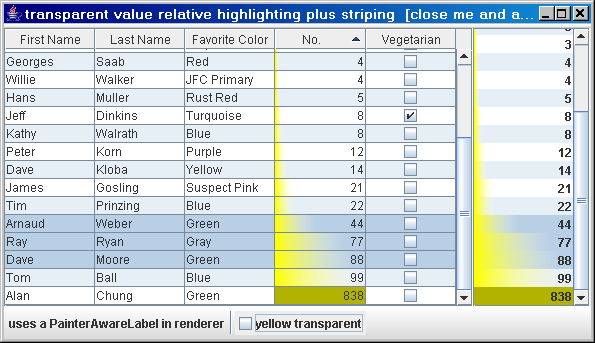 transparent value relative highlighting plus striping [close me and a...
First Name Last Name Favorite Color No. Vegetarian
3
Georges Saab Red 4 4
Willie Walker JFC Primary 4 4
Hans Muller Rust Red 5 5
Jeff Dinkins Turquoise 8 8
Kathy Walrath Blue 8 8
Peter Korn Purple 12 12
Dave Kloba Yellow 14 14
James Gosling Suspect Pink 21 21
Tim Prinzing Blue 22 22
Arnaud Weber Green 44 44
Ray Ryan Gray 77 77
Dave Moore Green 88 88
Tom Ball Blue 99 99
Alan Chung Green 838 838
uses a PainterAwareLabel in renderer yellow transparent